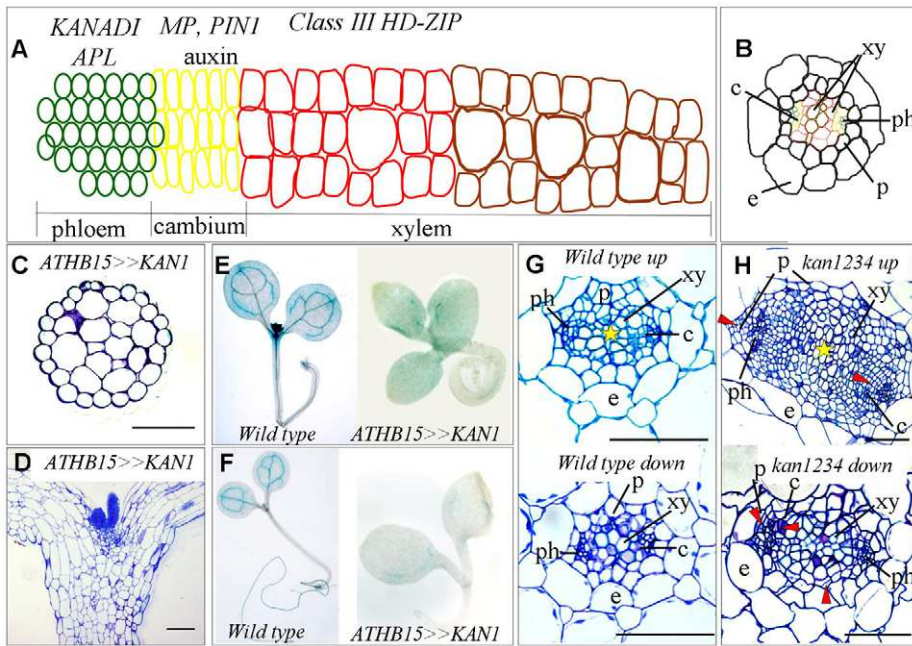 A
KANADI MP, PIN1 Class III HD-ZIP
APL auxin
phloem cambium xylem
B
xy
c
ph
e
p
C
ATHB15>>KAN1
D
ATHB15>>KAN1
E
Wild type
ATHB15>>KAN1
F
Wild type
ATHB15>>KAN1
G
Wild type up
xy
p
ph
c
e
Wild type down
p
xy
ph
c
e
H
kan1234 up
p
xy
ph
e
c
kan1234 down
p
c
xy
e
ph